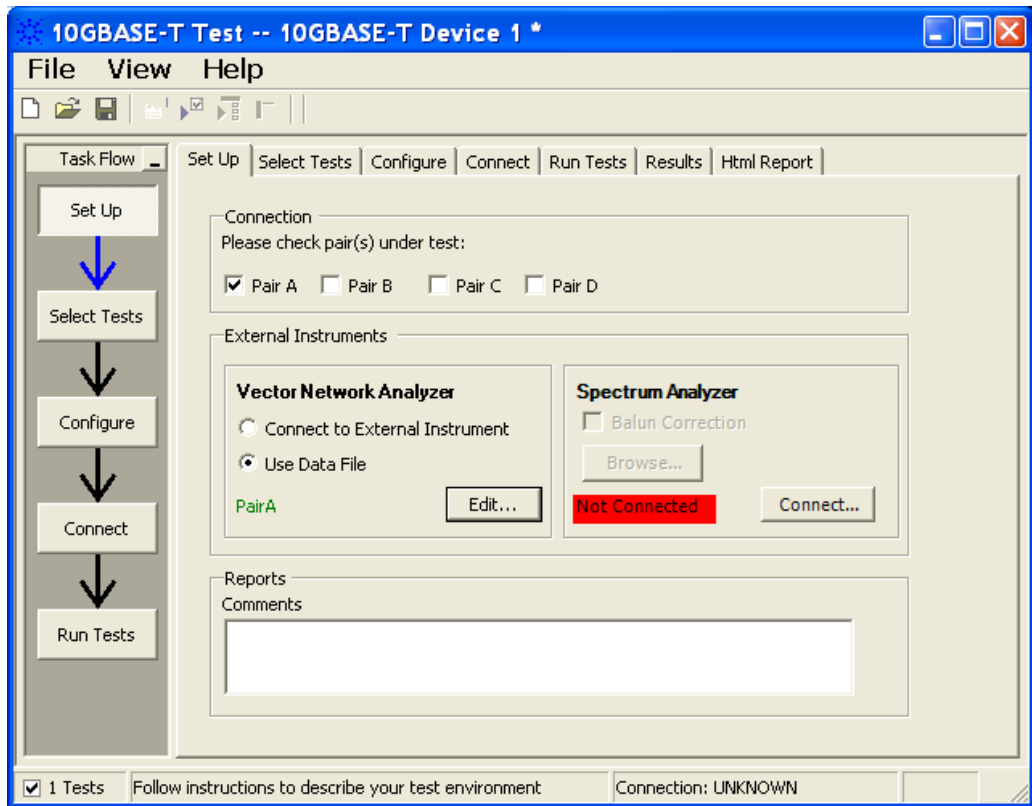 10GBASE-T Test -- 10GBASE-T Device 1 *
File View Help
Task Flow
Set Up
Select Tests
Configure
Connect
Run Tests
Set Up Select Tests Configure Connect Run Tests Results Html Report
Connection
Please check pair(s) under test:
Pair A Pair B Pair C Pair D
External Instruments
Vector Network Analyzer
Connect to External Instrument
Use Data File
PairA Edit...
Spectrum Analyzer
Balun Correction
Browse...
Not Connected Connect...
Reports
Comments
1 Tests Follow instructions to describe your test environment Connection: UNKNOWN